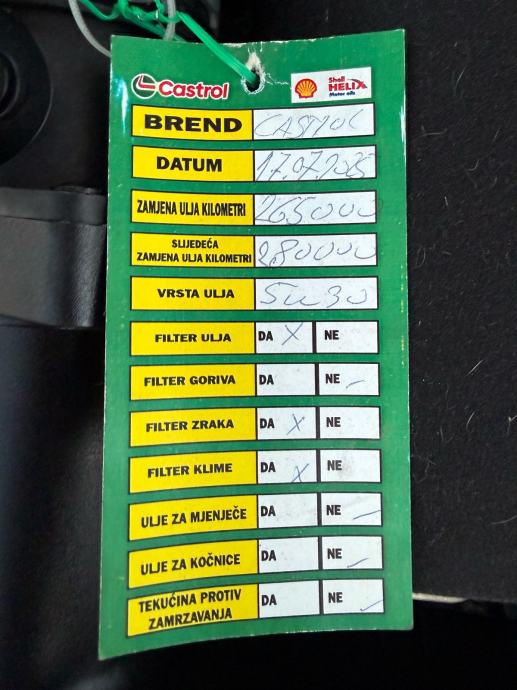 Castrol
Shell
HELIX
Motor oils
BREND CASTROL
DATUM 17.07.2025
ZAMJENA ULJA KILOMETRI 265000
SLIJEDEĆA
ZAMJENA ULJA KILOMETRI 280000
VRSTA ULJA 5W30
FILTER ULJA DA X NE
FILTER GORIVA DA NE –
FILTER ZRAKA DA X NE
FILTER KLIME DA X NE
ULJE ZA MJENJEČE DA NE –
ULJE ZA KOČNICE DA NE –
TEKUĆINA PROTIV
ZAMRZAVANJA DA NE –